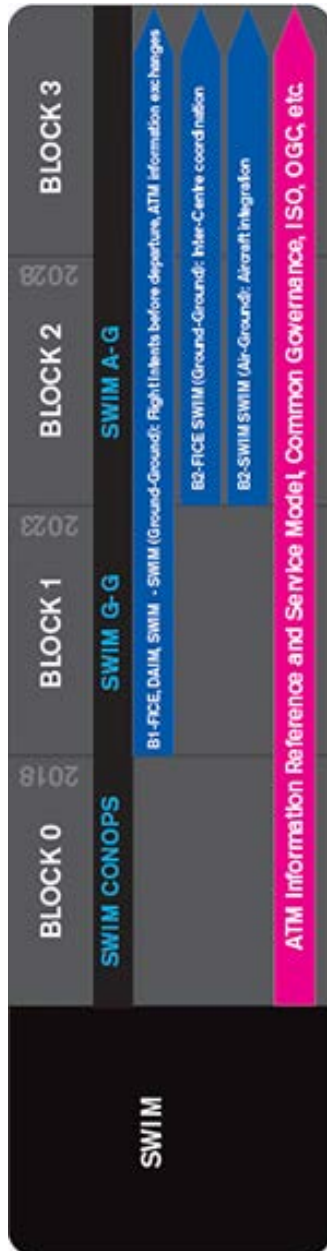 BLOCK 0
2018
BLOCK 1
2023
BLOCK 2
2028
BLOCK 3
SWIM
SWIM CONOPS
SWIM G-G
SWIM A-G
B1-FICE, DAIM, SWIM - SWIM (Ground-Ground): Flight Intents before departure, ATM information exchanges
B2-FICE SWIM (Ground-Ground): Inter-Centre coordination
B2-SWIM SWIM (Air-Ground): Aircraft integration
ATM Information Reference and Service Model, Common Governance, ISO, OGC, etc.